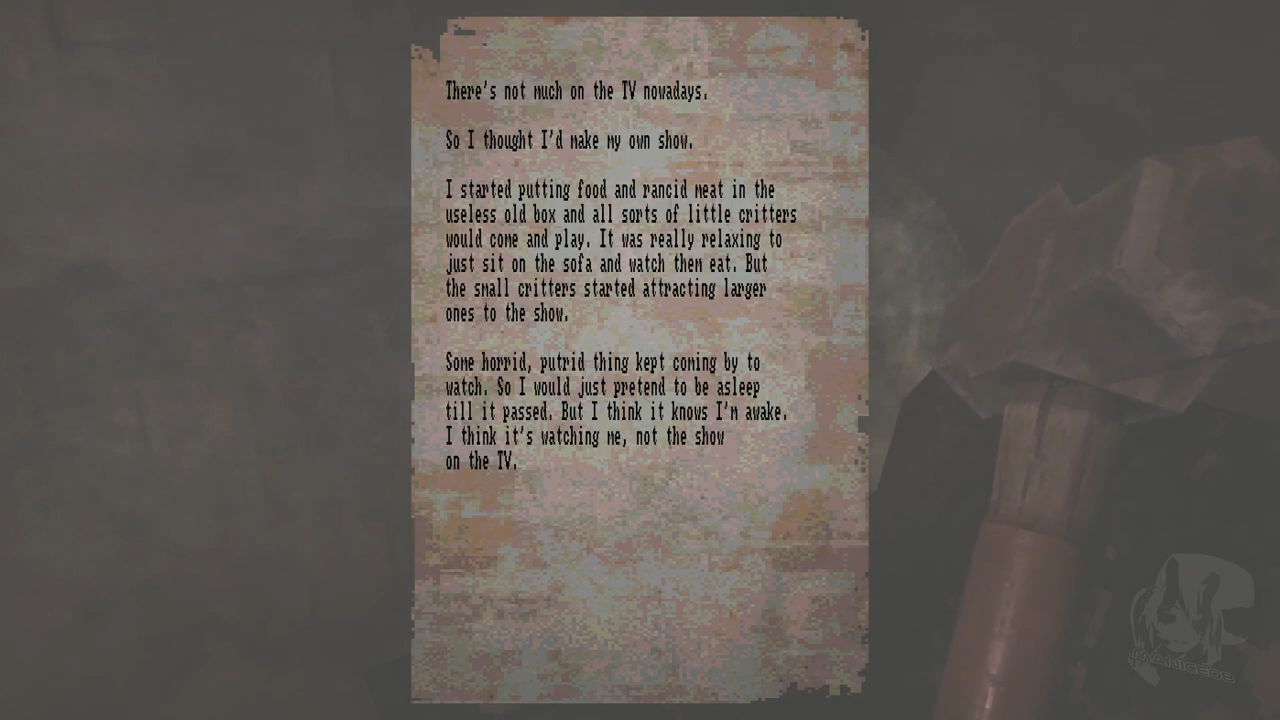 There's not much on the TV nowadays.
So I thought I'd make my own show.
I started putting food and rancid meat in the
useless old box and all sorts of little critters
would come and play. It was really relaxing to
just sit on the sofa and watch them eat. But
the small critters started attracting larger
ones to the show.
Some horrid, putrid thing kept coming by to
watch. So I would just pretend to be asleep
till it passed. But I think it knows I'm awake.
I think it's watching me, not the show
on the TV.